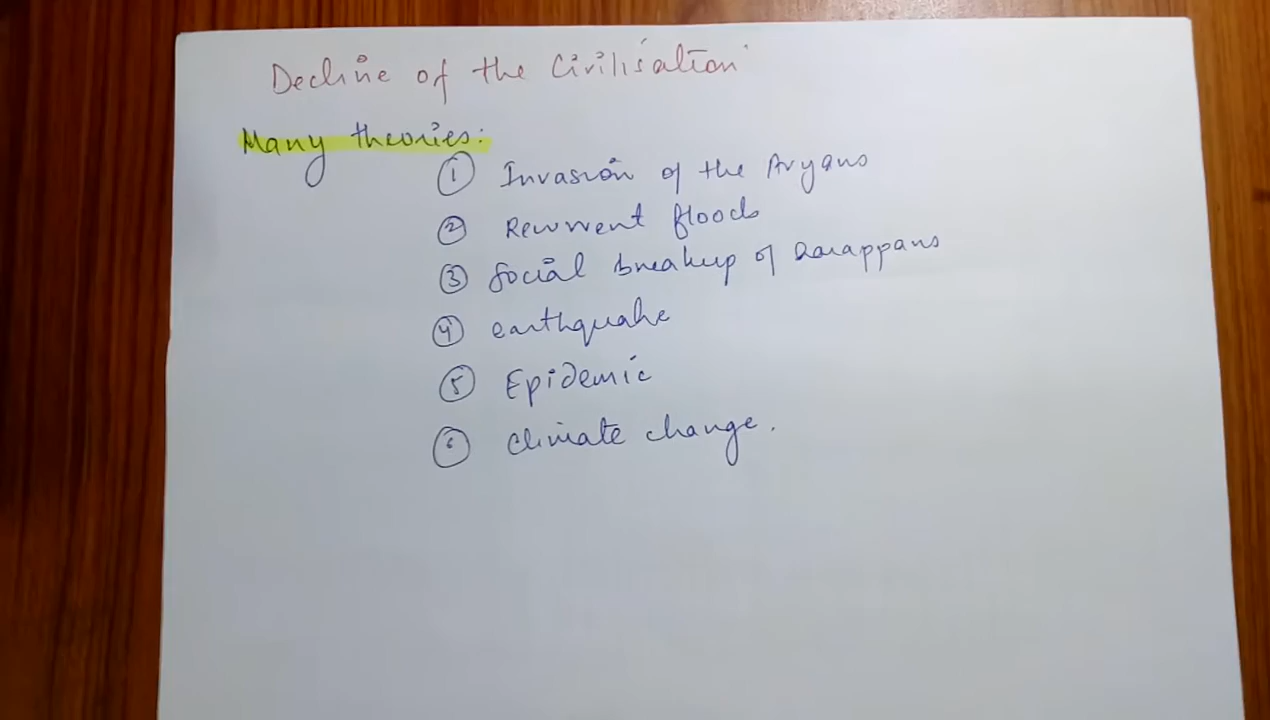 Decline of the Civilisation
Many theories:
1 Invasion of the Aryans
2 Recurrent floods
3 Social breakup of Harappans
4 earthquake
5 Epidemic
6 climate change.